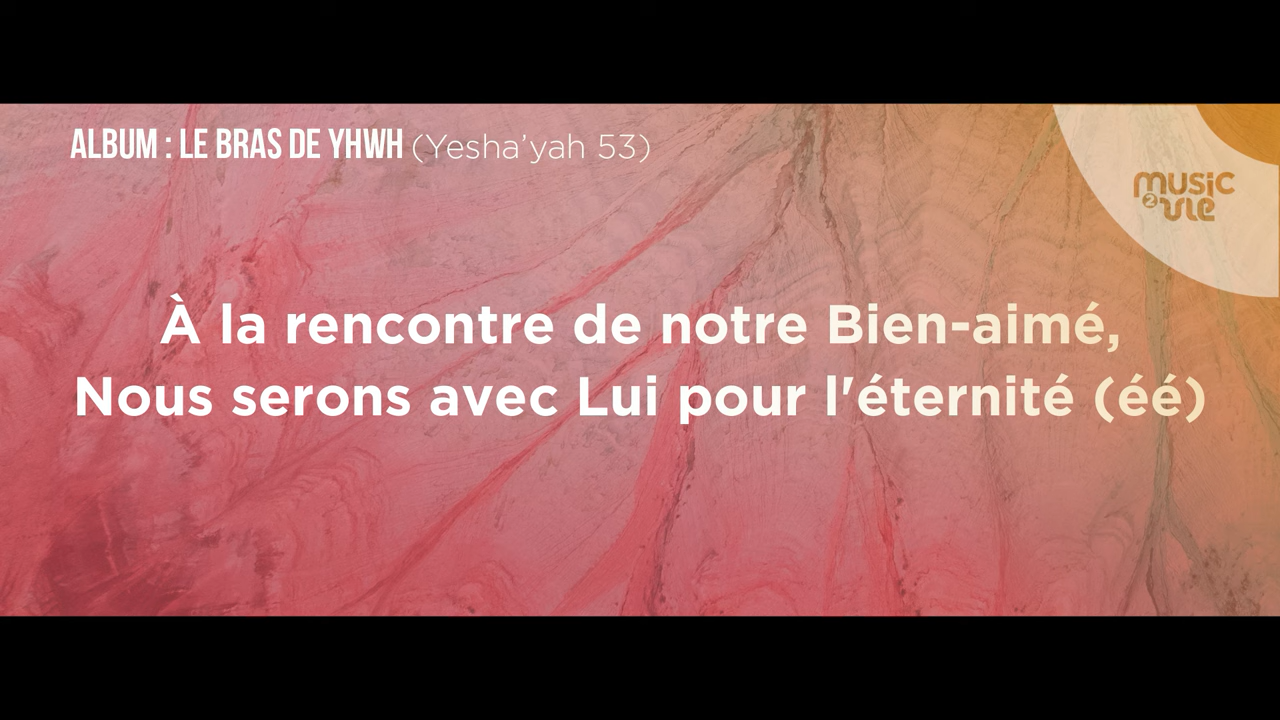 ALBUM : LE BRAS DE YHWH (Yesha’yah 53)
music
2 vie
À la rencontre de notre Bien-aimé,
Nous serons avec Lui pour l'éternité (éé)